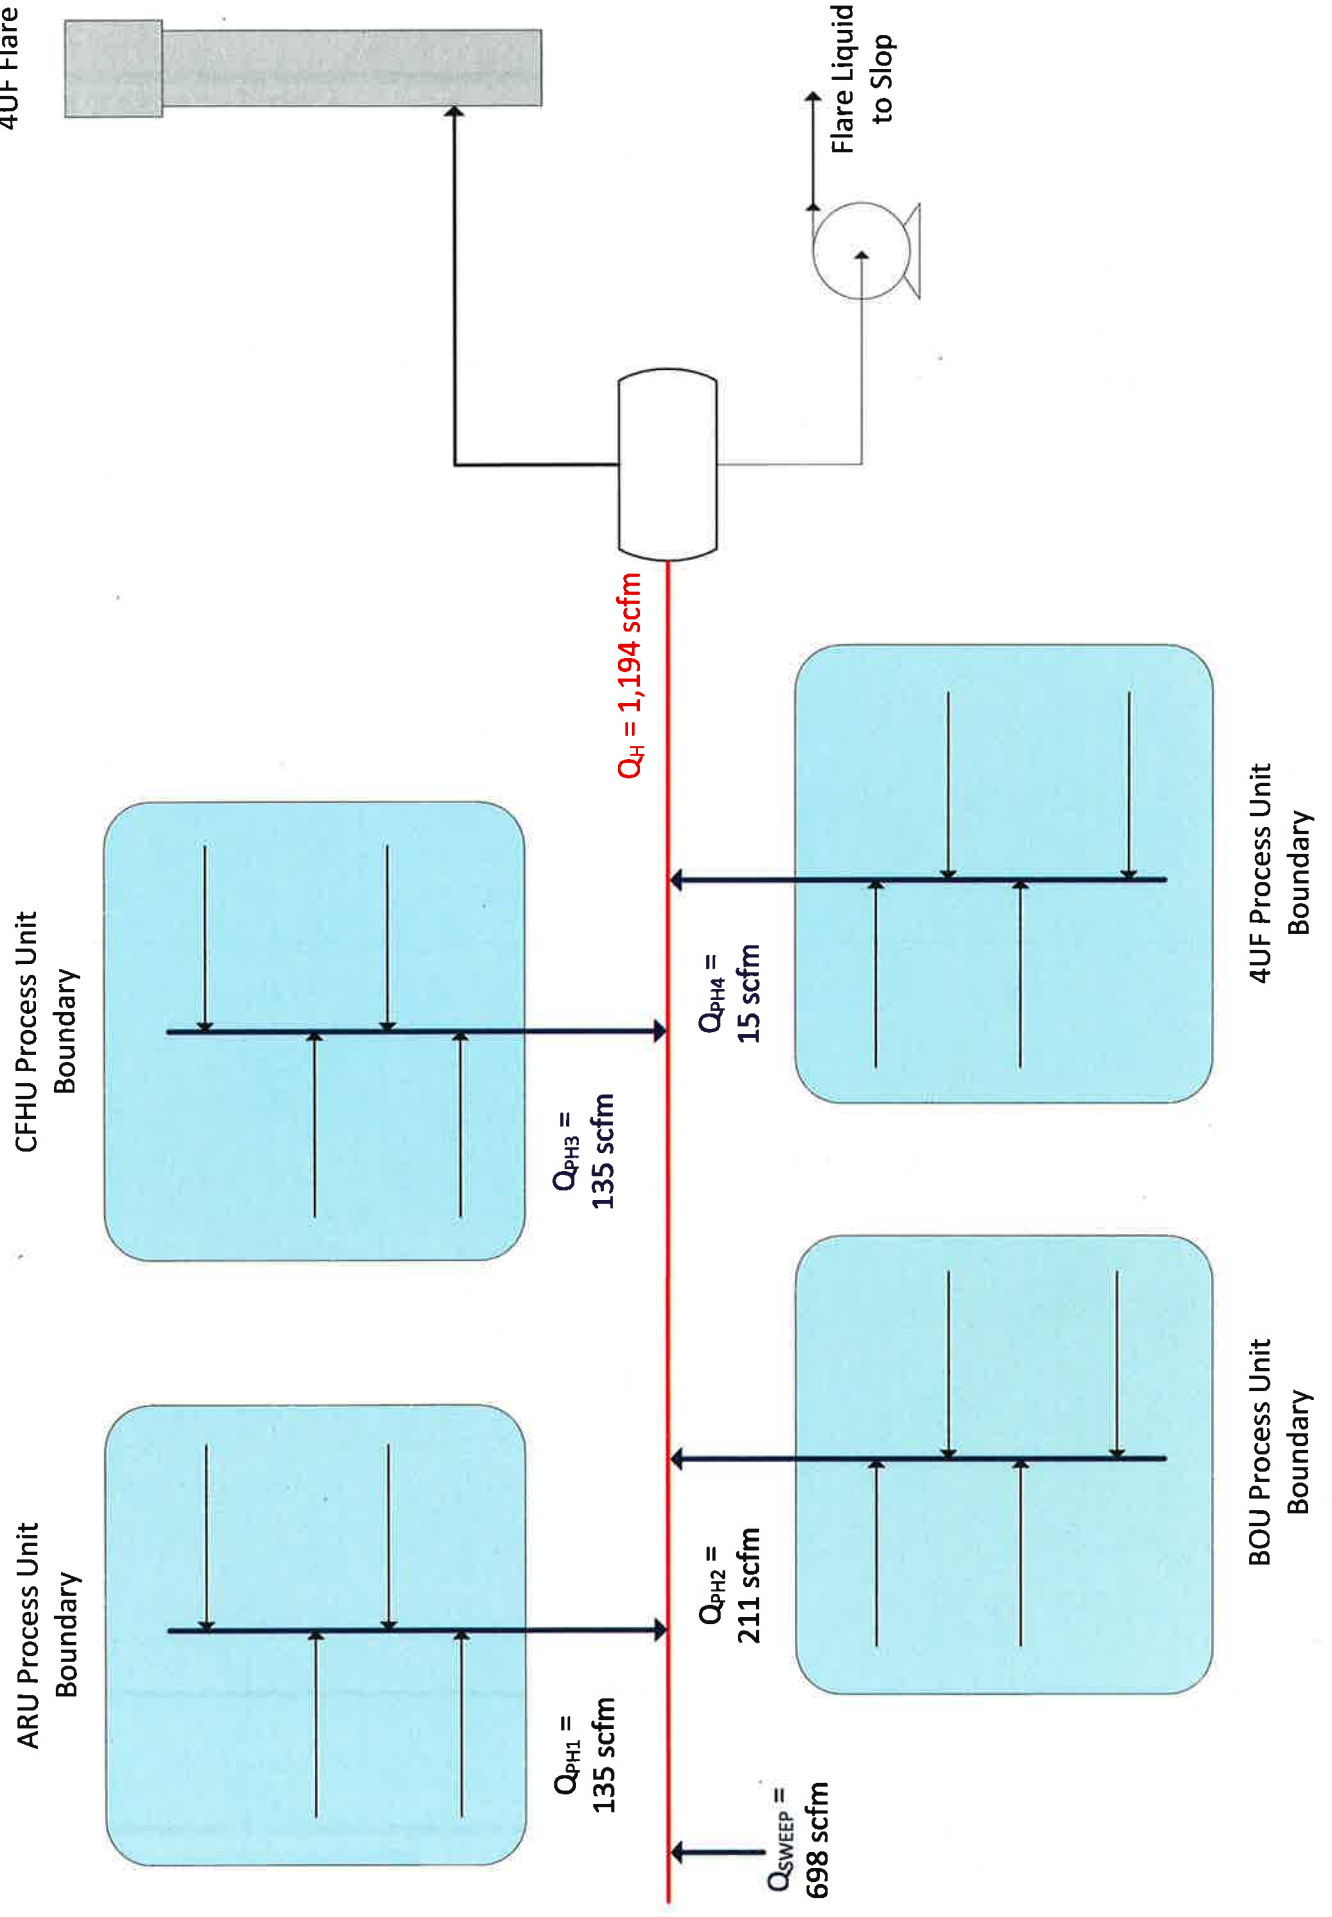 4UF Flare
Flare Liquid
to Slop
CFHU Process Unit
Boundary
ARU Process Unit
Boundary
QH = 1,194 scfm
QPH3 =
135 scfm
QPH1 =
135 scfm
QPH4 =
15 scfm
QPH2 =
211 scfm
QSWEEP =
698 scfm
4UF Process Unit
Boundary
BOU Process Unit
Boundary